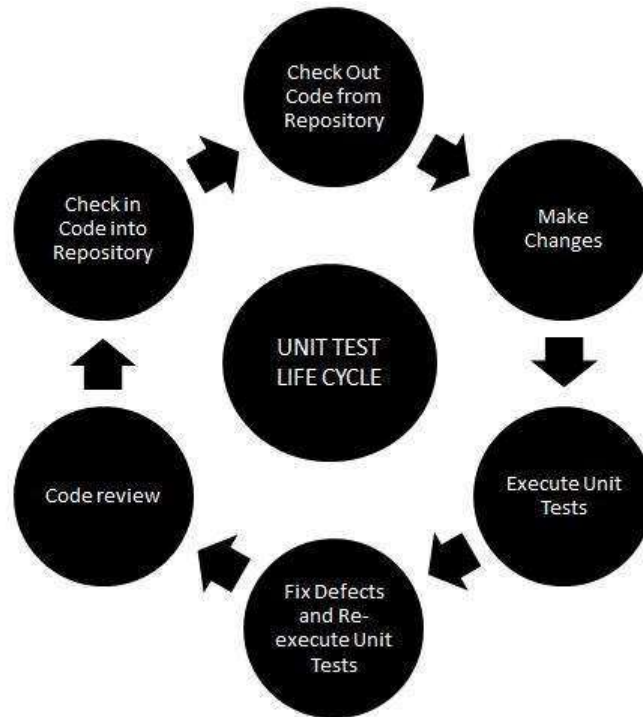 Check Out
Code from
Repository
Make
Changes
Execute Unit
Tests
Fix Defects
and Re-
execute Unit
Tests
Code review
Check in
Code into
Repository
UNIT TEST
LIFE CYCLE